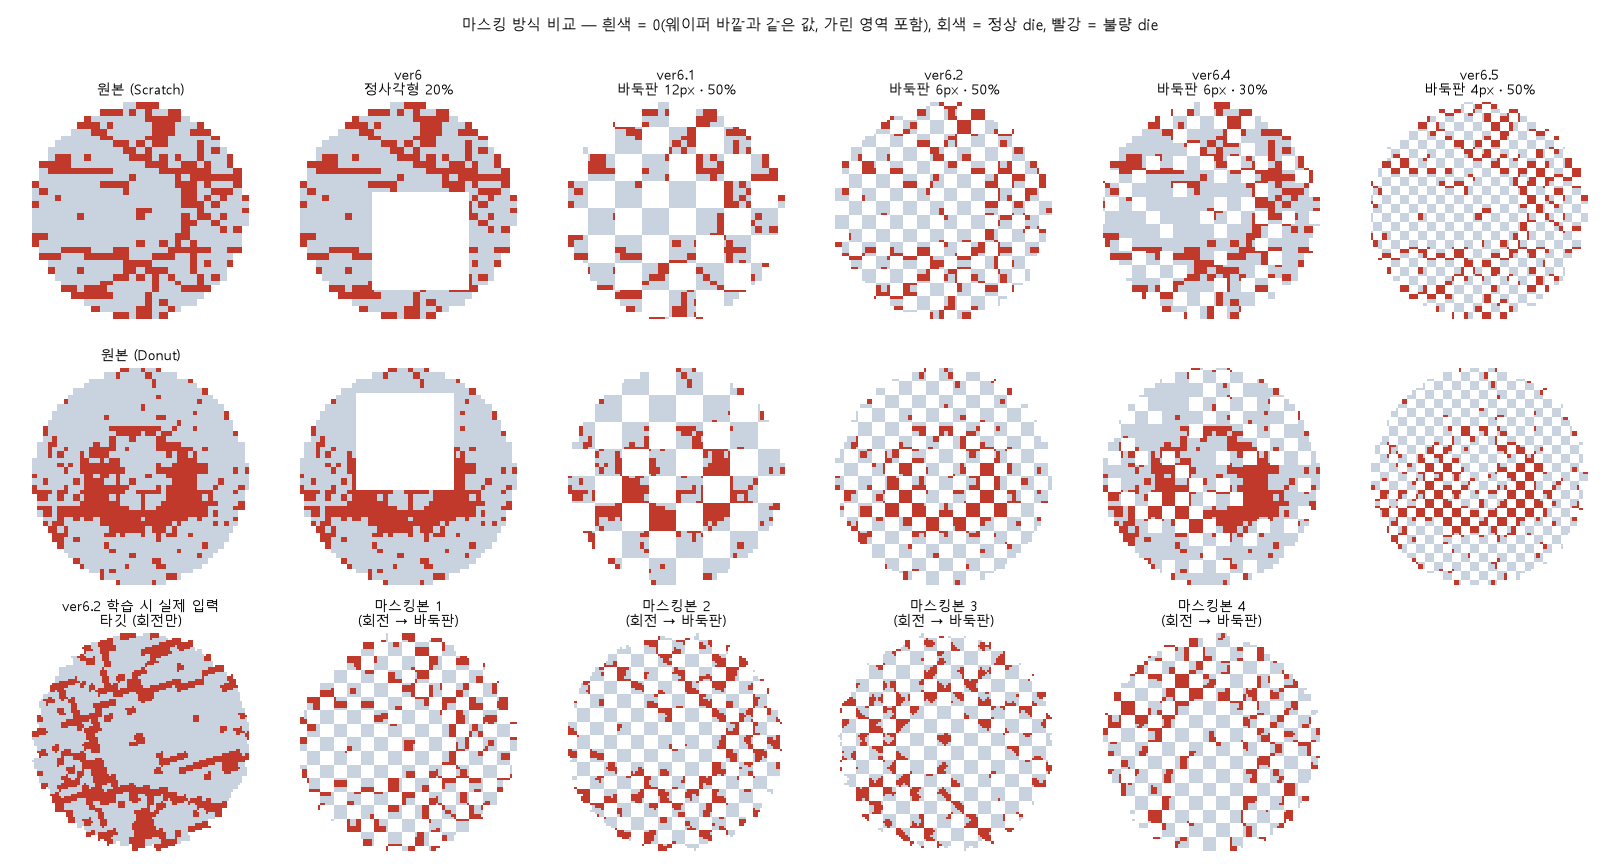 마스킹 방식 비교 — 흰색 = 0(웨이퍼 바깥과 같은 값, 가린 영역 포함), 회색 = 정상 die, 빨강 = 불량 die
원본 (Scratch)
ver6
정사각형 20%
ver6.1
바둑판 12px · 50%
ver6.2
바둑판 6px · 50%
ver6.4
바둑판 6px · 30%
ver6.5
바둑판 4px · 50%
원본 (Donut)
ver6.2 학습 시 실제 입력
타깃 (회전만)
마스킹본 1
(회전 → 바둑판)
마스킹본 2
(회전 → 바둑판)
마스킹본 3
(회전 → 바둑판)
마스킹본 4
(회전 → 바둑판)